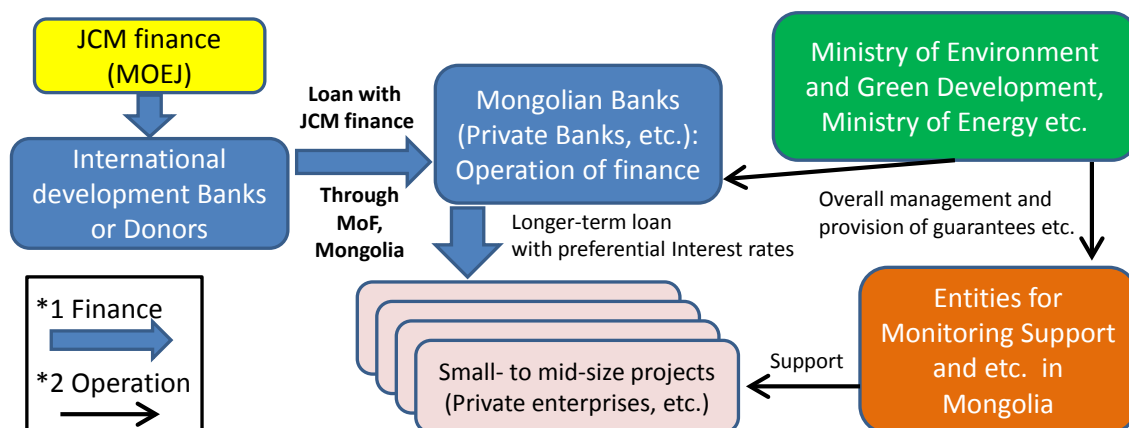 JCM finance
(MOEJ)
International
development Banks
or Donors
Loan with
JCM finance
Through
MoF,
Mongolia
Mongolian Banks
(Private Banks, etc.):
Operation of finance
Ministry of Environment
and Green Development,
Ministry of Energy etc.
Overall management and
provision of guarantees etc.
Longer-term loan
with preferential Interest rates
*1 Finance
*2 Operation
Small- to mid-size projects
(Private enterprises, etc.)
Support
Entities for
Monitoring Support
and etc. in
Mongolia